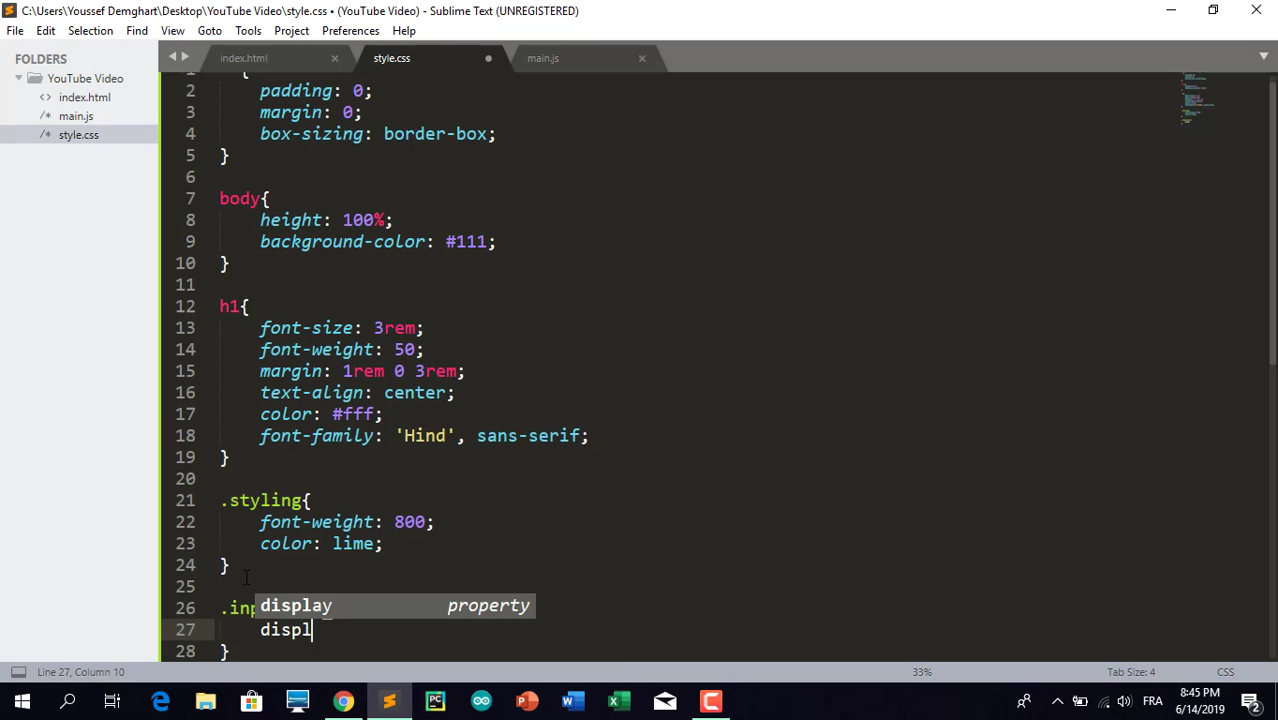 C:\Users\Youssef Demghart\Desktop\YouTube Video\style.css • (YouTube Video) - Sublime Text (UNREGISTERED)
File Edit Selection Find View Goto Tools Project Preferences Help
FOLDERS
YouTube Video
<> index.html
/* main.js
/* style.css
index.html
style.css
main.js
2 padding: 0;
3 margin: 0;
4 box-sizing: border-box;
5 }
6
7 body{
8 height: 100%;
9 background-color: #111;
10 }
11
12 h1{
13 font-size: 3rem;
14 font-weight: 50;
15 margin: 1rem 0 3rem;
16 text-align: center;
17 color: #fff;
18 font-family: 'Hind', sans-serif;
19 }
20
21 .styling{
22 font-weight: 800;
23 color: lime;
24 }
25
display property
26
27 displ
28 }
Line 27, Column 10
33%
Tab Size: 4
CSS
FRA
8:45 PM
6/14/2019
2